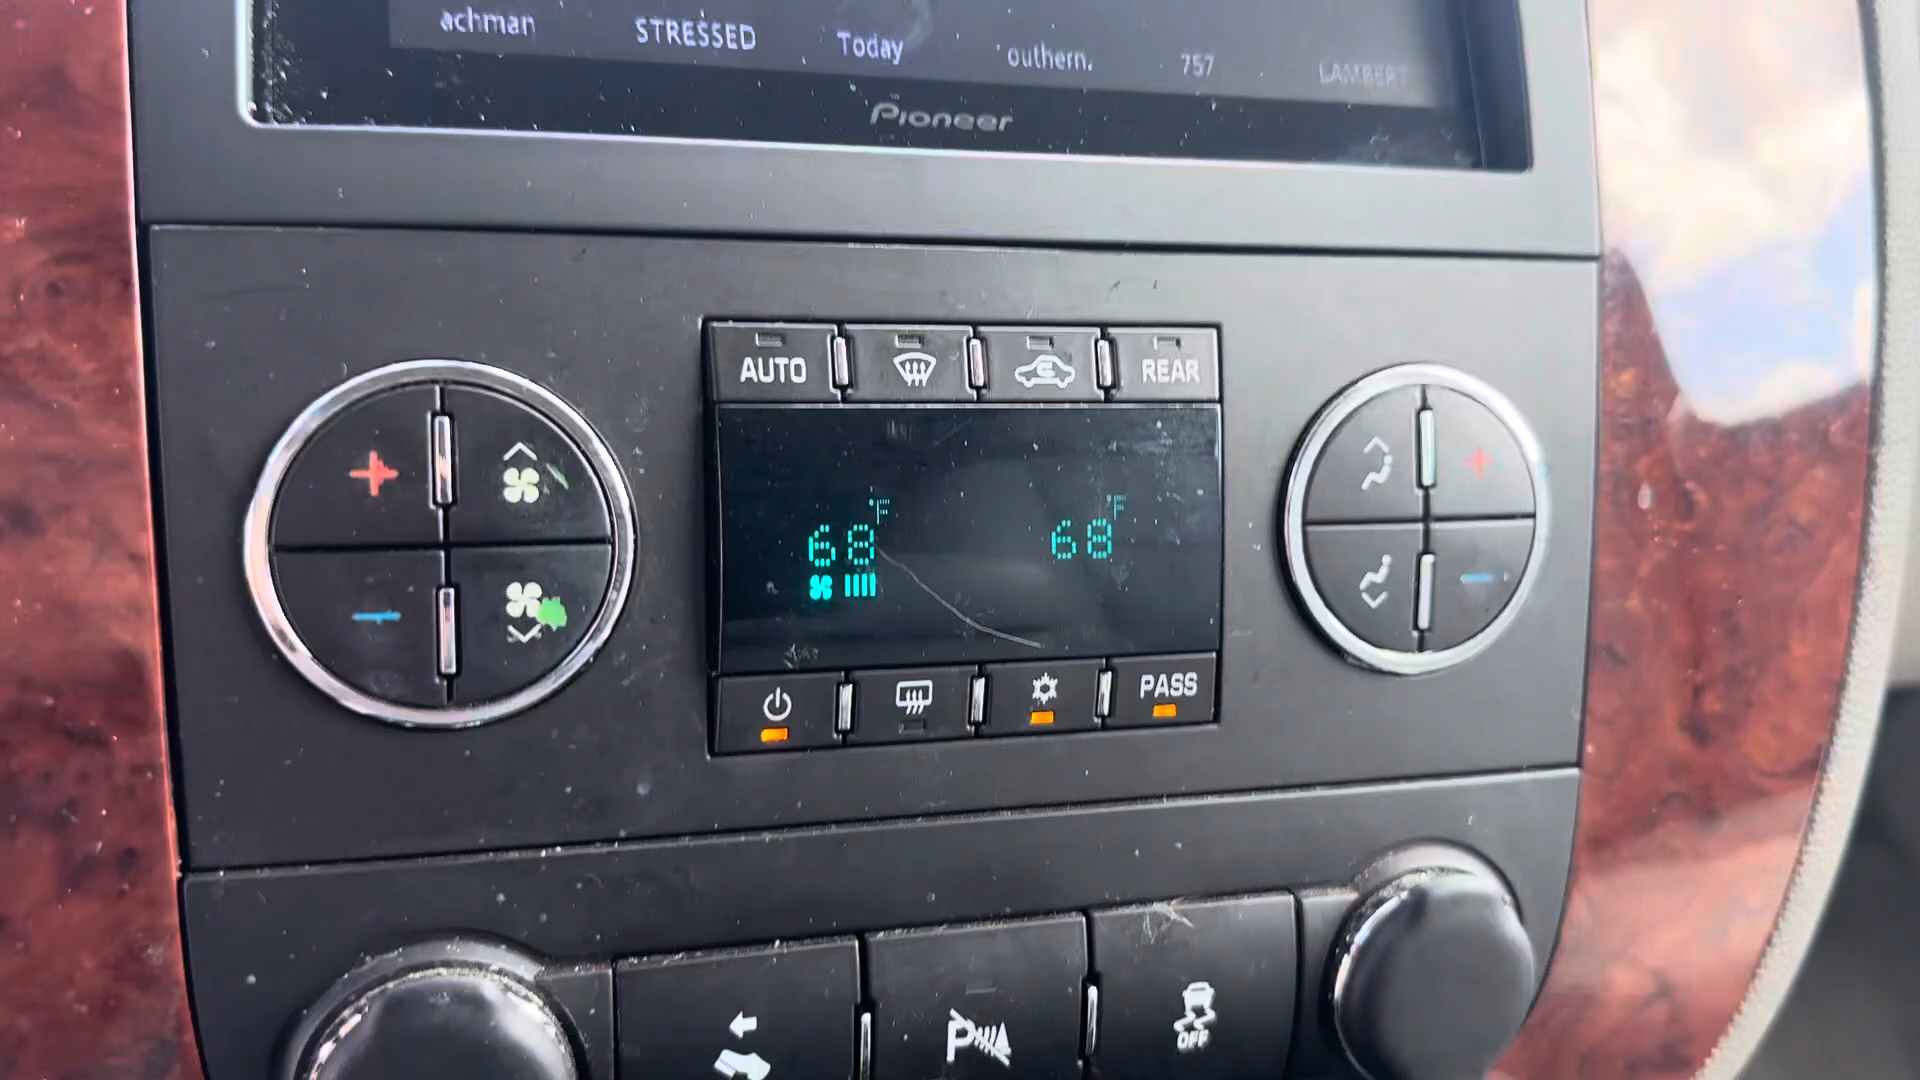 achman STRESSED Today outhern. 757 LAMBERT
Pioneer
AUTO REAR
68 °F 68 °F
PASS
P
OFF